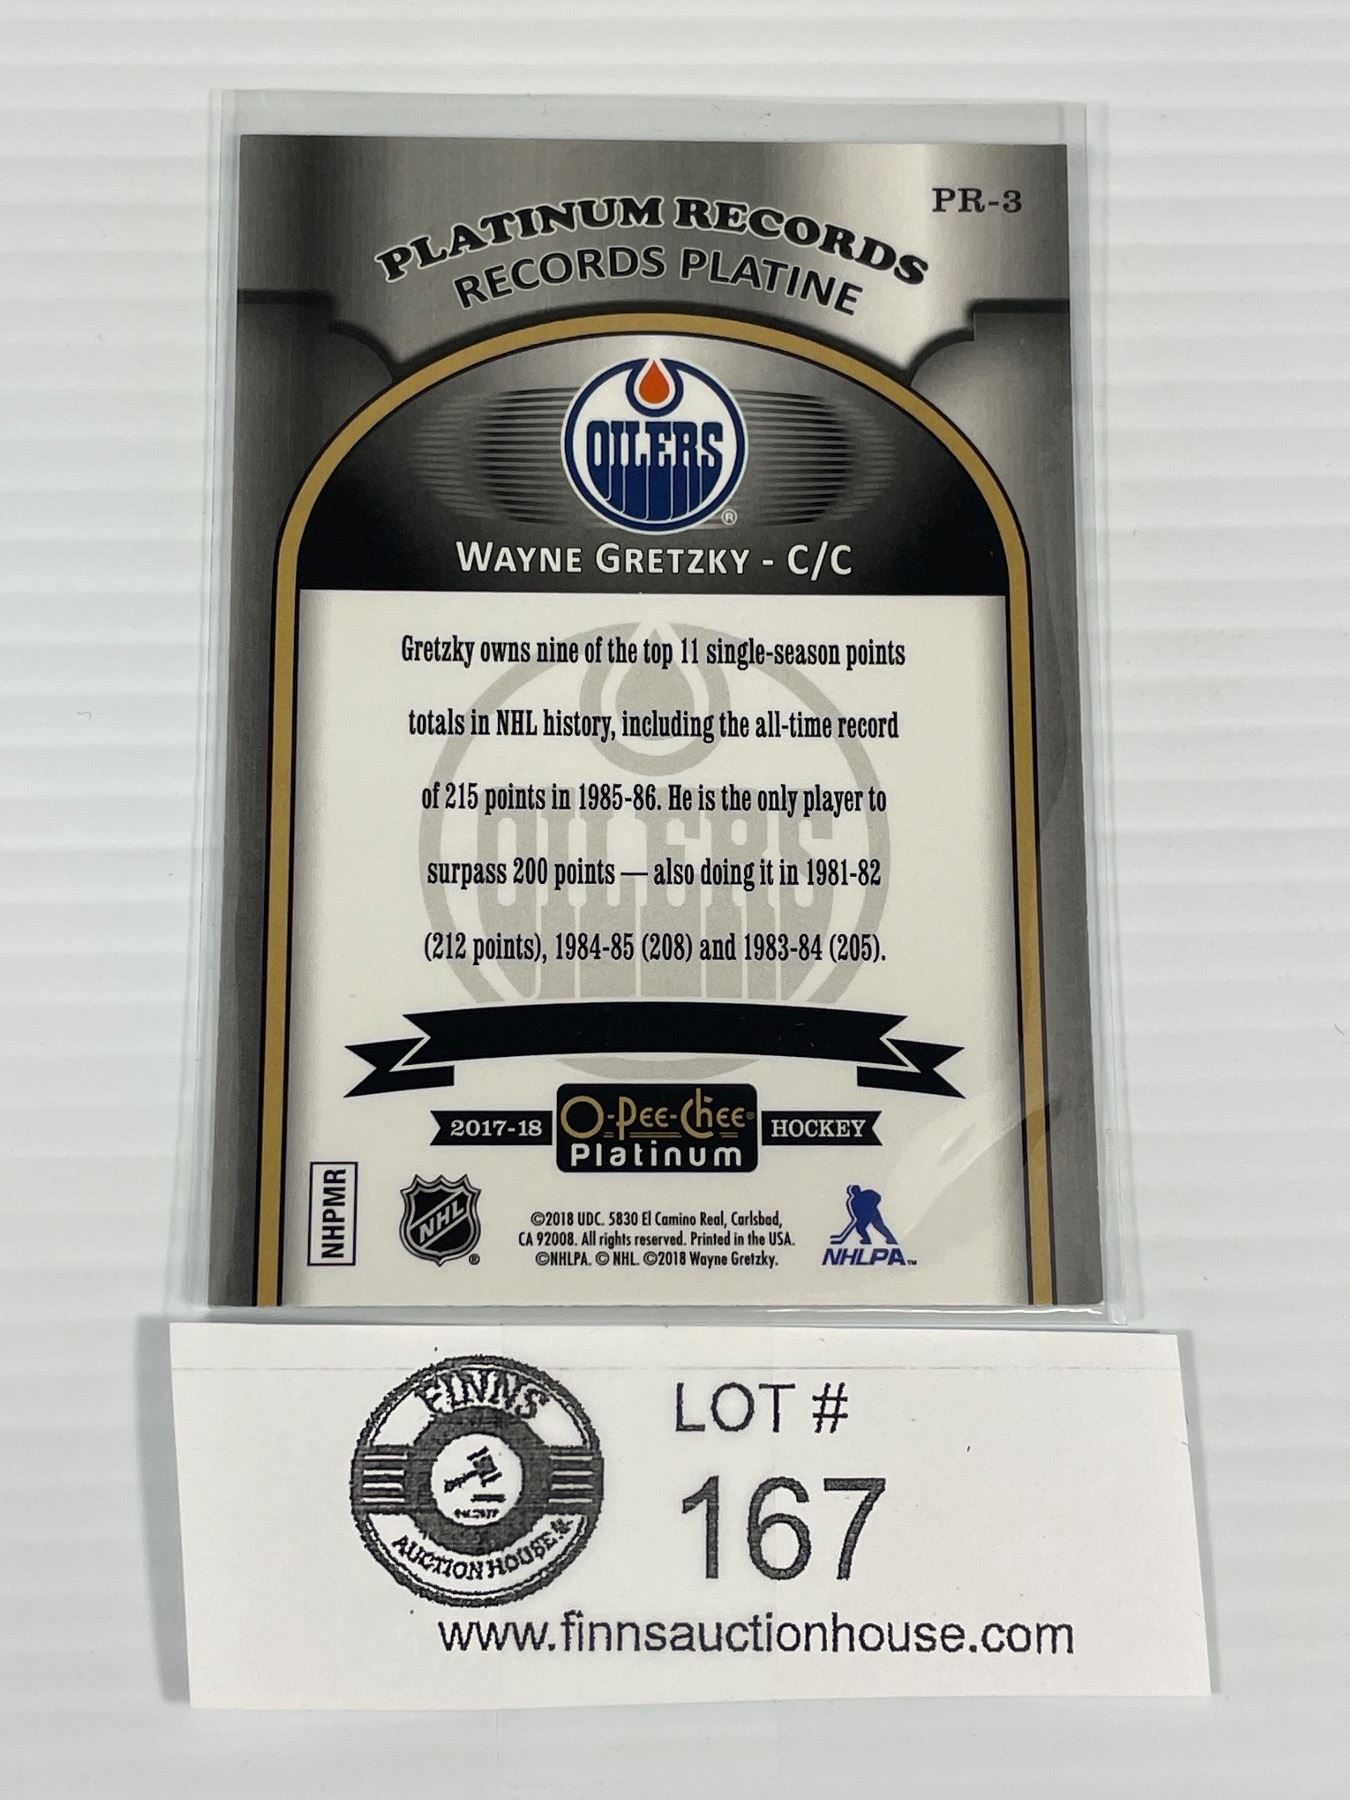 PR-3
PLATINUM RECORDS
RECORDS PLATINE
OILERS
®
WAYNE GRETZKY - C/C
Gretzky owns nine of the top 11 single-season points
totals in NHL history, including the all-time record
of 215 points in 1985-86. He is the only player to
surpass 200 points — also doing it in 1981-82
(212 points), 1984-85 (208) and 1983-84 (205).
OILERS
2017-18 O-Pee-Chee® HOCKEY
Platinum
NHPMR
NHL ®
©2018 UDC. 5830 El Camino Real, Carlsbad,
CA 92008. All rights reserved. Printed in the USA.
©NHLPA. © NHL. ©2018 Wayne Gretzky.
NHLPA™
FINNS
AUCTION HOUSE
LOT #
167
www.finnsauctionhouse.com